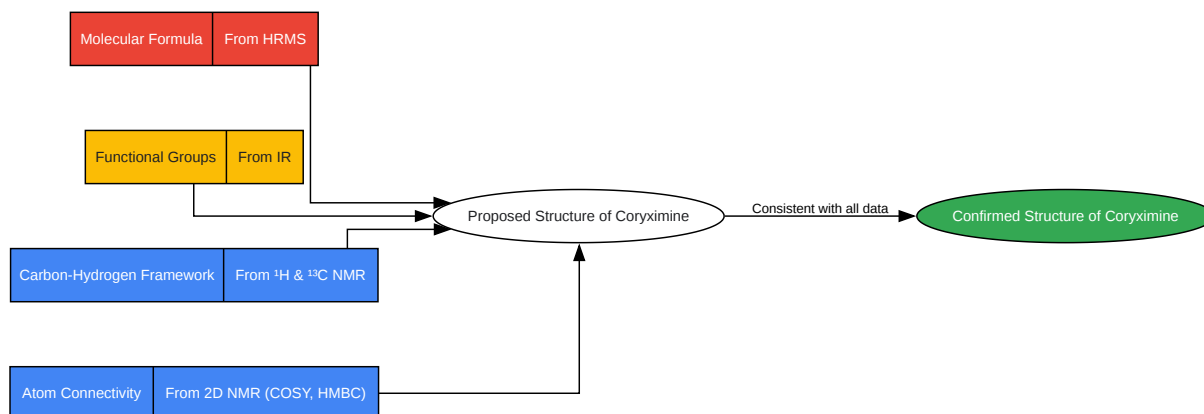 Molecular Formula From HRMS
Functional Groups From IR
Proposed Structure of Coryximine
Consistent with all data
Confirmed Structure of Coryximine
Carbon-Hydrogen Framework From ¹H & ¹³C NMR
Atom Connectivity From 2D NMR (COSY, HMBC)